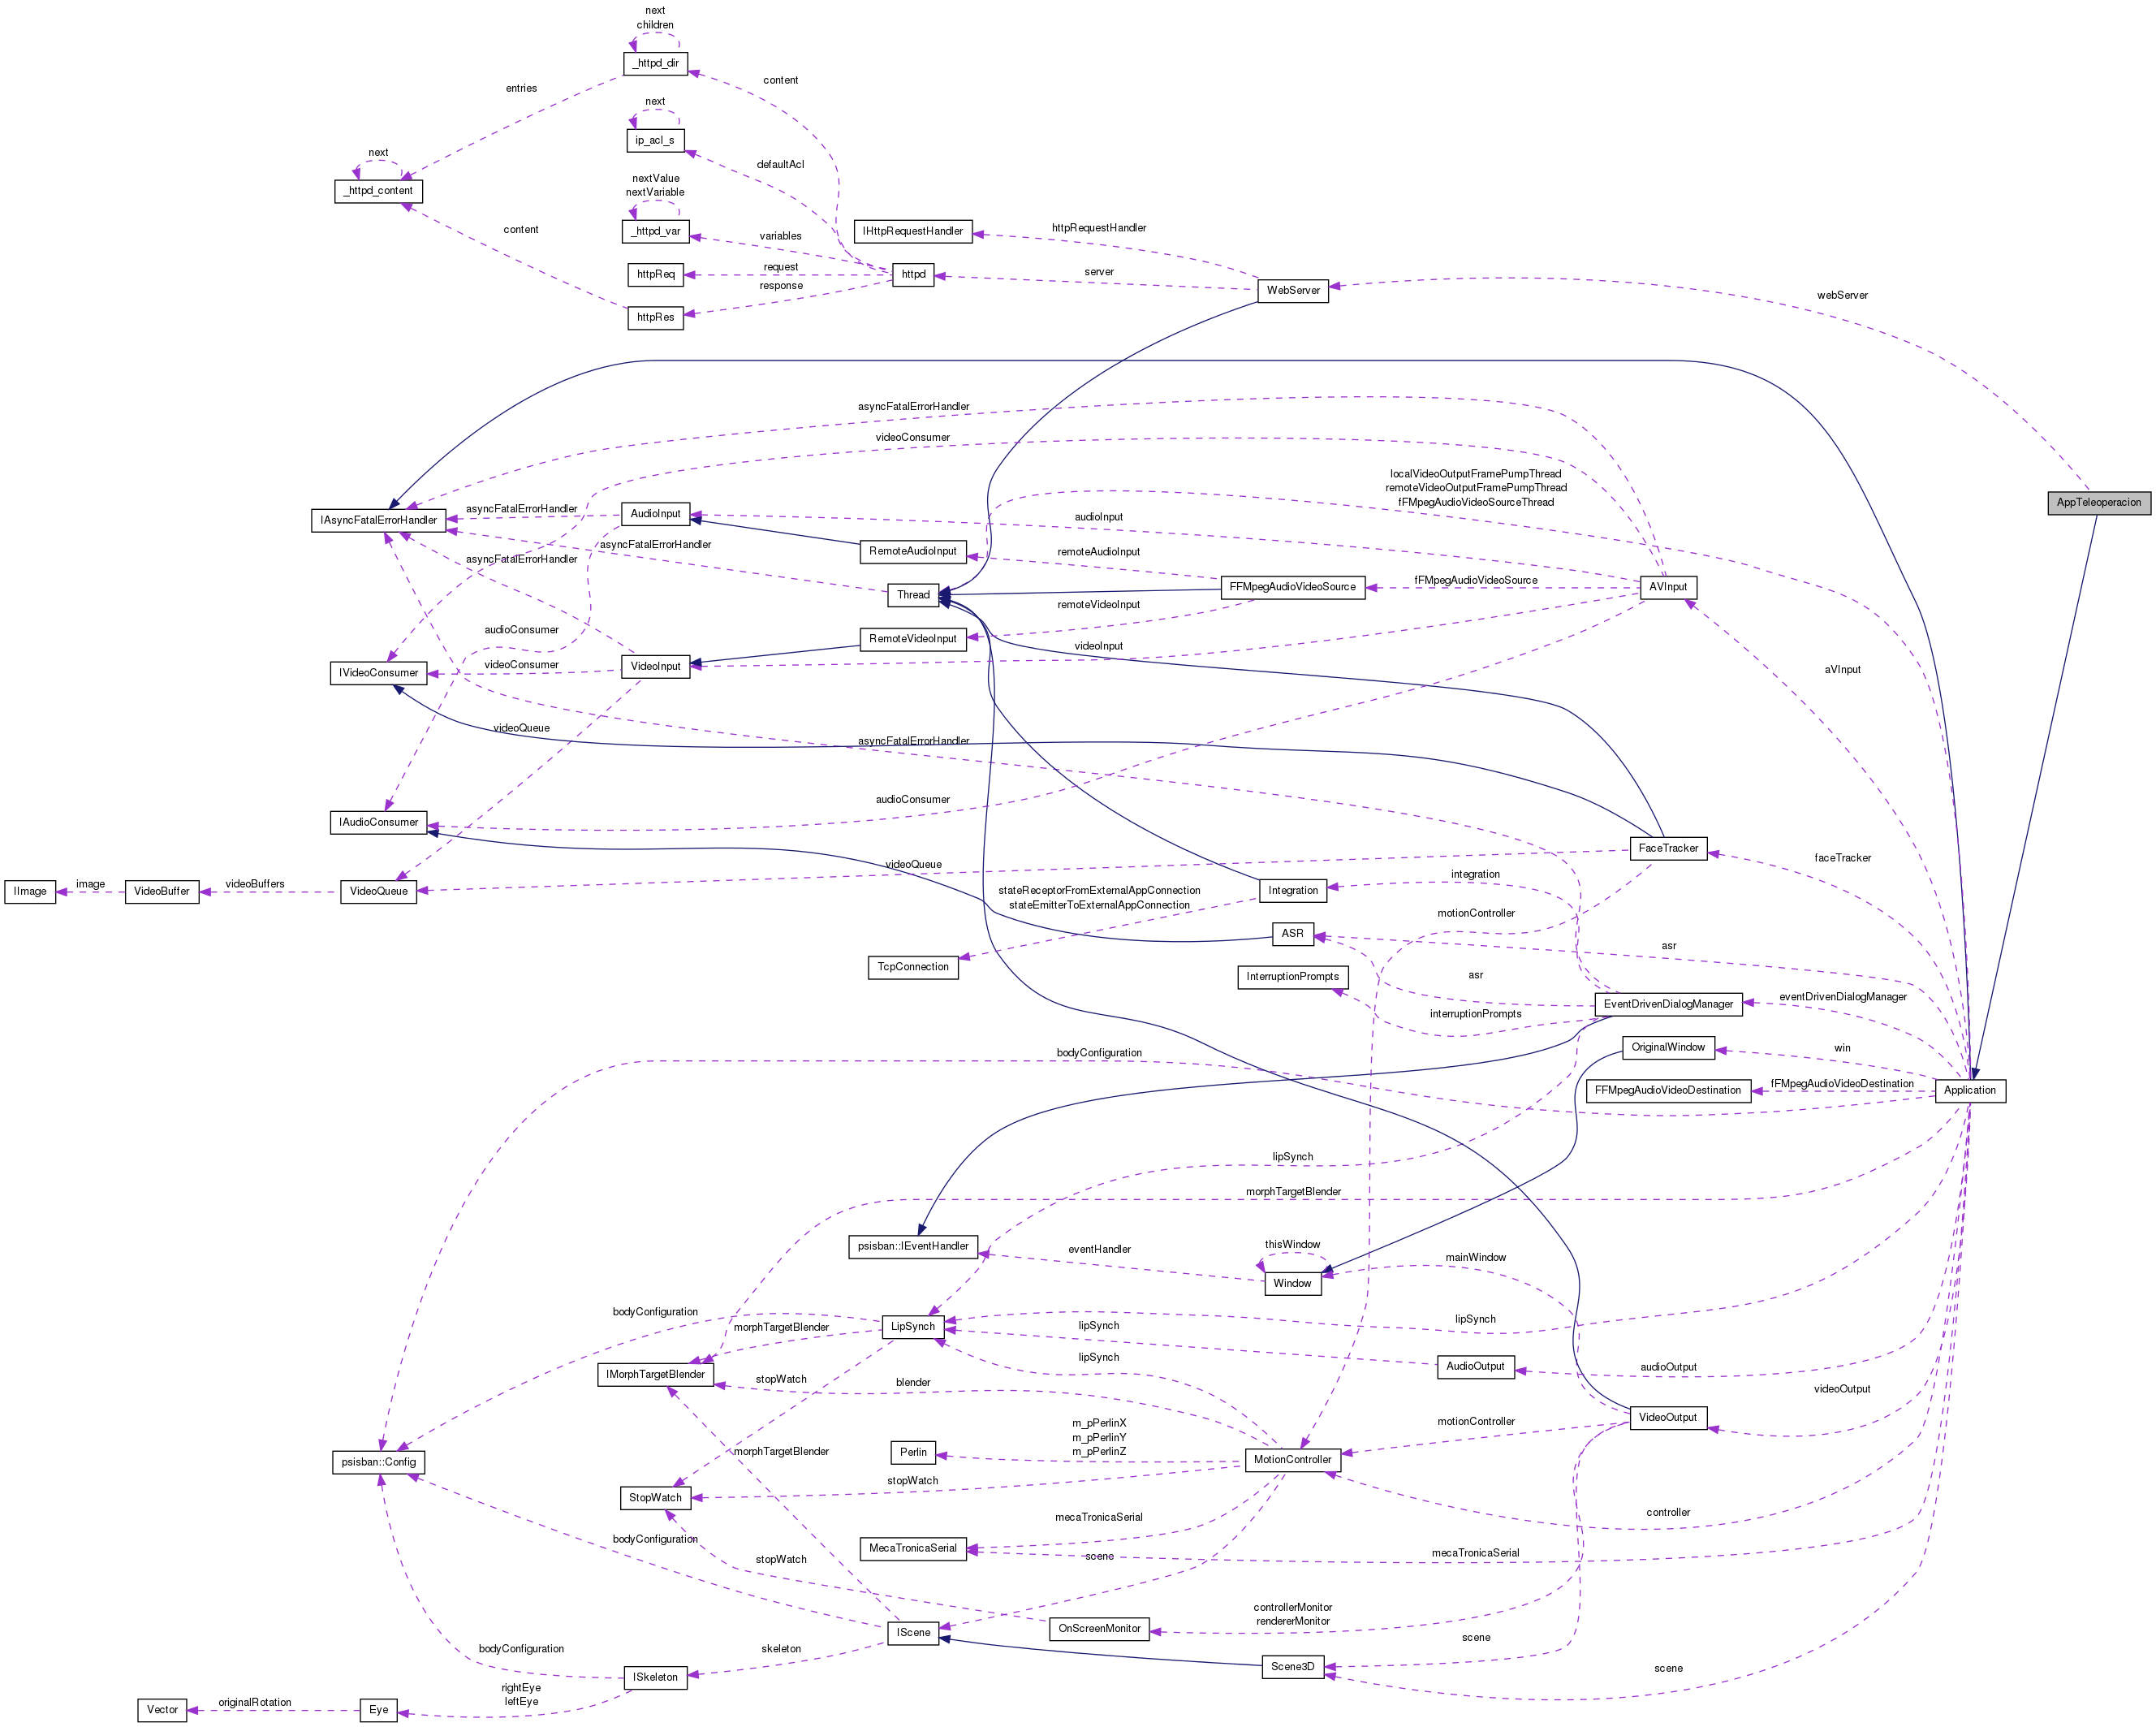 next
children
_httpd_dir
content
entries
next
ip_acl_s
next
defaultAcl
_httpd_content
nextValue
nextVariable
_httpd_var
variables
IHttpRequestHandler
httpRequestHandler
content
httpReq
request
httpd
server
response
WebServer
webServer
httpRes
asyncFatalErrorHandler
videoConsumer
localVideoOutputFramePumpThread
remoteVideoOutputFramePumpThread
fFMpegAudioVideoSourceThread
AppTeleoperacion
IAsyncFatalErrorHandler
asyncFatalErrorHandler
AudioInput
audioInput
asyncFatalErrorHandler
RemoteAudioInput
remoteAudioInput
asyncFatalErrorHandler
Thread
FFMpegAudioVideoSource
fFMpegAudioVideoSource
AVInput
remoteVideoInput
audioConsumer
RemoteVideoInput
videoInput
IVideoConsumer
videoConsumer
VideoInput
aVInput
videoQueue
asyncFatalErrorHandler
audioConsumer
IAudioConsumer
FaceTracker
faceTracker
videoQueue
IImage
image
VideoBuffer
videoBuffers
VideoQueue
stateReceptorFromExternalAppConnection
stateEmitterToExternalAppConnection
Integration
integration
motionController
ASR
asr
TcpConnection
InterruptionPrompts
asr
interruptionPrompts
EventDrivenDialogManager
eventDrivenDialogManager
bodyConfiguration
OriginalWindow
win
FFMpegAudioVideoDestination
fFMpegAudioVideoDestination
Application
lipSynch
morphTargetBlender
psisban::IEventHandler
eventHandler
thisWindow
Window
mainWindow
bodyConfiguration
morphTargetBlender
LipSynch
lipSynch
lipSynch
lipSynch
AudioOutput
audioOutput
IMorphTargetBlender
stopWatch
blender
videoOutput
VideoOutput
m_pPerlinX
m_pPerlinY
m_pPerlinZ
motionController
morphTargetBlender
Perlin
MotionController
psisban::Config
stopWatch
StopWatch
mecaTronicaSerial
controller
bodyConfiguration
MecaTronicaSerial
mecaTronicaSerial
stopWatch
scene
controllerMonitor
rendererMonitor
IScene
OnScreenMonitor
bodyConfiguration
skeleton
scene
ISkeleton
Scene3D
scene
rightEye
leftEye
Vector
originalRotation
Eye